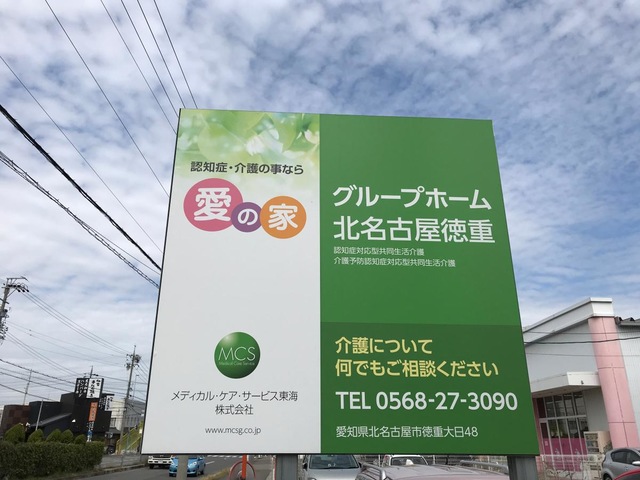 認知症・介護の事なら
愛の家
MCS
Medical Care Service
メディカル・ケア・サービス東海
株式会社
www.mcsg.co.jp
グループホーム
北名古屋徳重
認知症対応型共同生活介護
介護予防認知症対応型共同生活介護
介護について
何でもご相談ください
TEL 0568-27-3090
愛知県北名古屋市徳重大日48